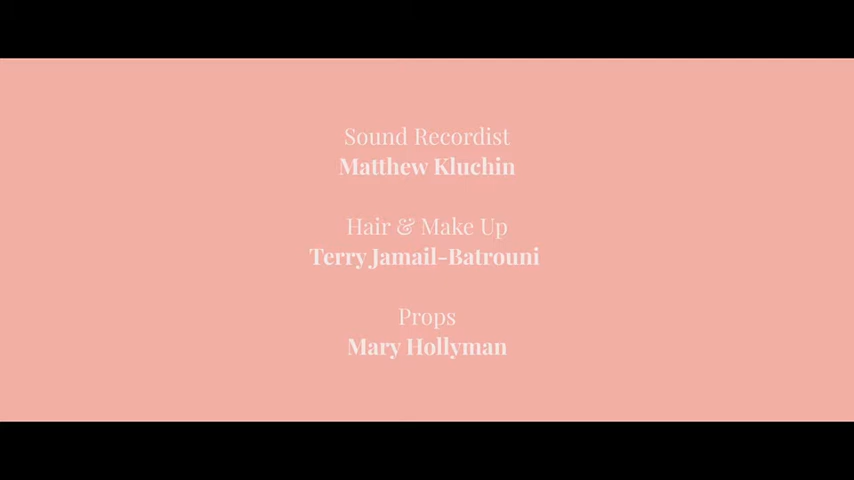 Sound Recordist
Matthew Kluchin
Hair & Make Up
Terry Jamail-Batrouni
Props
Mary Hollyman